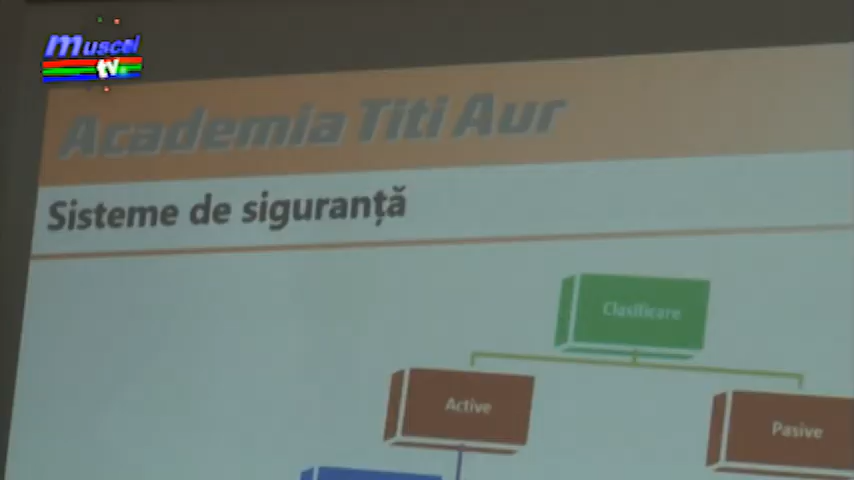 Muscel
tv
Academia Titi Aur
Sisteme de siguranță
Clasificare
Active
Pasive